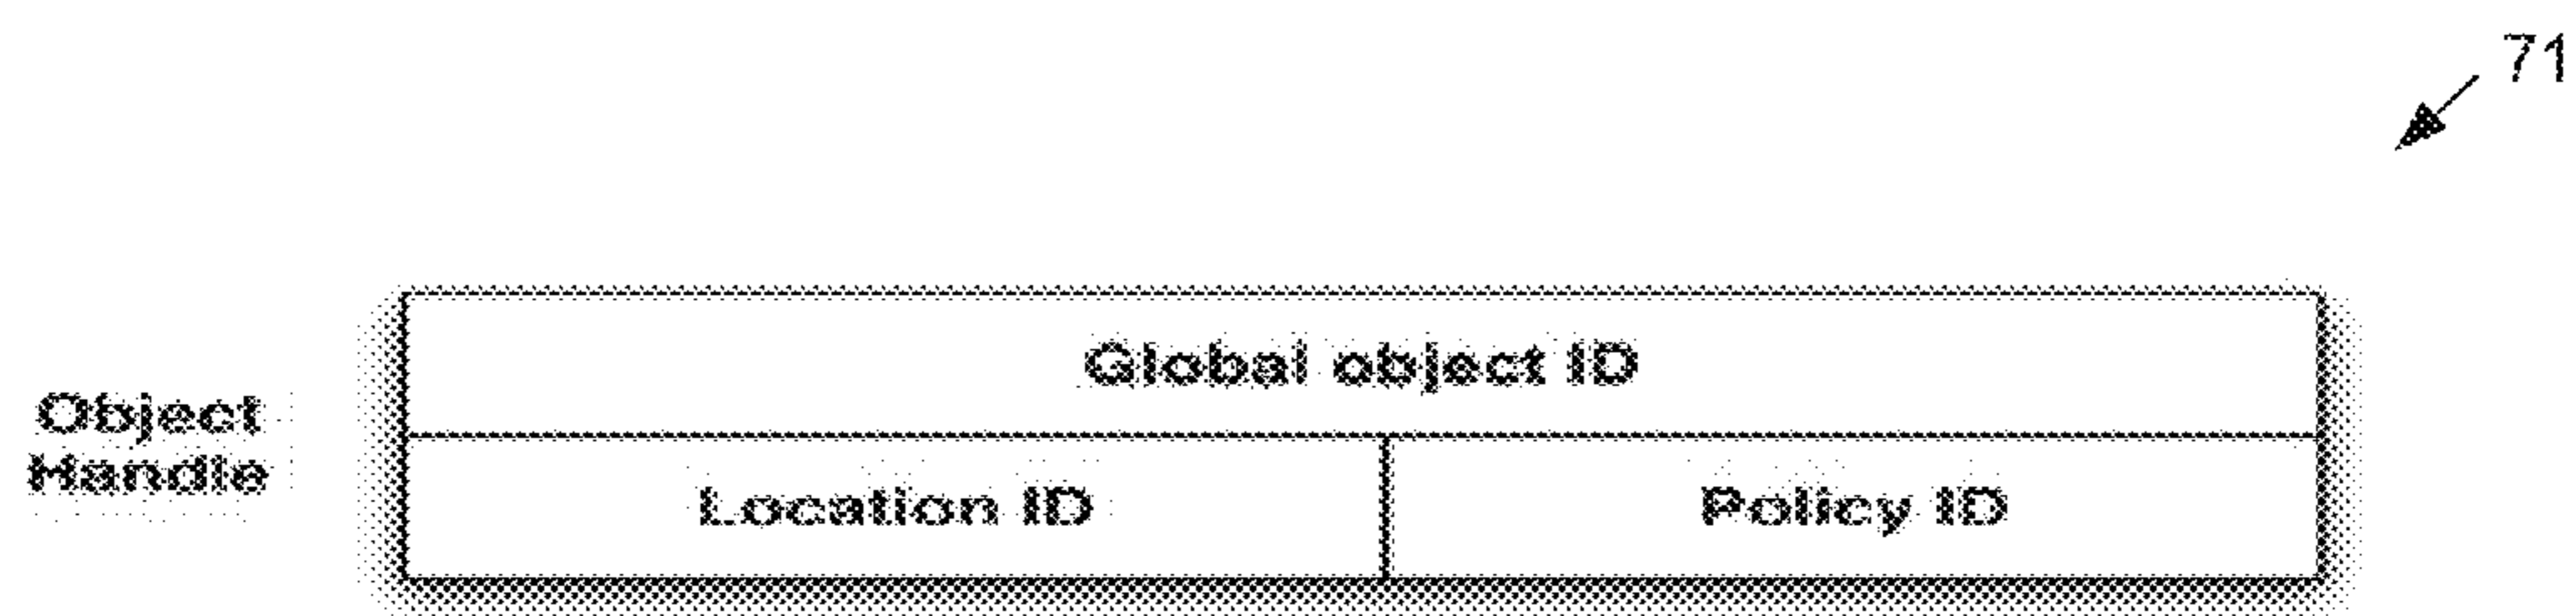 71
Global object ID
Object
Handle
Location ID
Policy ID